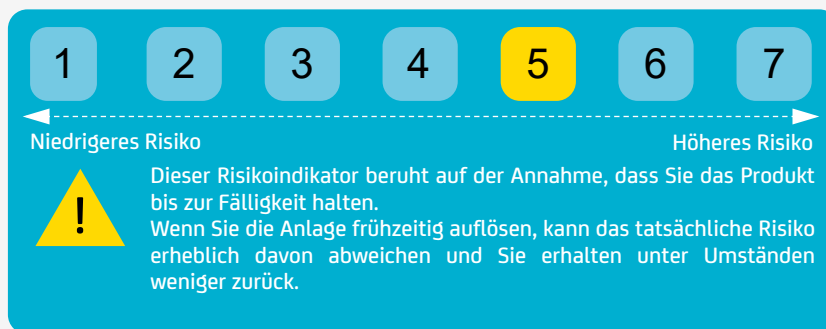 1 2 3 4 5 6 7
Niedrigeres Risiko Höheres Risiko
!
Dieser Risikoindikator beruht auf der Annahme, dass Sie das Produkt
bis zur Fälligkeit halten.
Wenn Sie die Anlage frühzeitig auflösen, kann das tatsächliche Risiko
erheblich davon abweichen und Sie erhalten unter Umständen
weniger zurück.